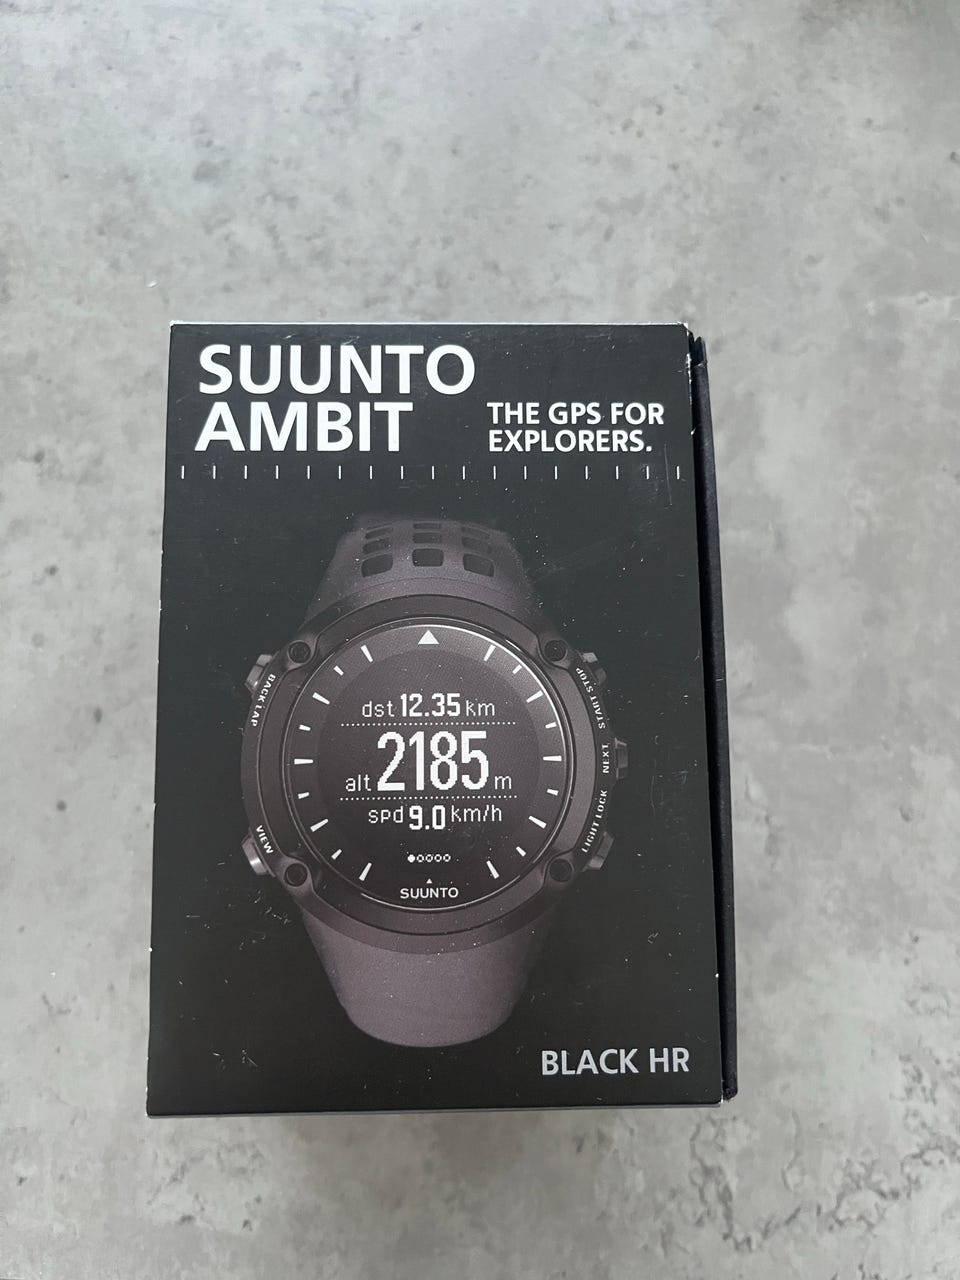 SUUNTO
AMBIT
THE GPS FOR
EXPLORERS.
BACK LAP
START STOP
dst 12.35 km
NEXT
alt 2185 m
spd 9.0 km/h
VIEW
LIGHT LOCK
SUUNTO
BLACK HR